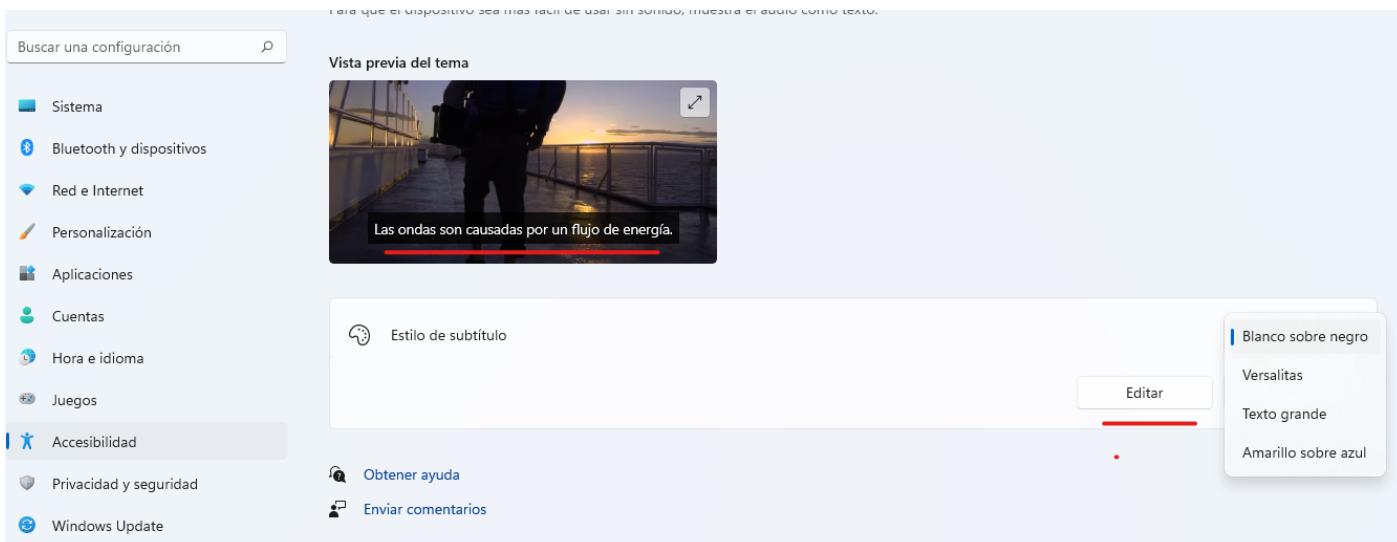 Para que el dispositivo sea más fácil de usar sin sonido, muestra el audio como texto.
Buscar una configuración
Sistema
Bluetooth y dispositivos
Red e Internet
Personalización
Aplicaciones
Cuentas
Hora e idioma
Juegos
Accesibilidad
Privacidad y seguridad
Windows Update
Vista previa del tema
Las ondas son causadas por un flujo de energía.
Estilo de subtítulo
Blanco sobre negro
Versalitas
Texto grande
Amarillo sobre azul
Editar
Obtener ayuda
Enviar comentarios